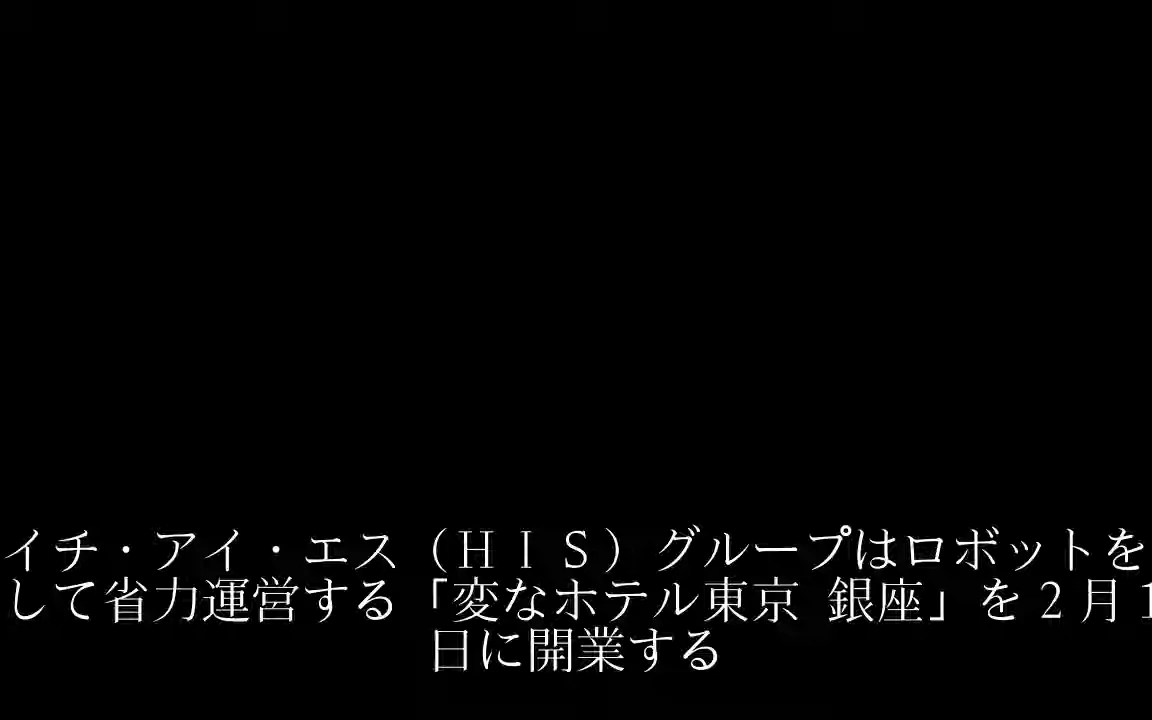 イチ・アイ・エス（ＨＩＳ）グループはロボットを
して省力運営する「変なホテル東京 銀座」を２月１
日に開業する